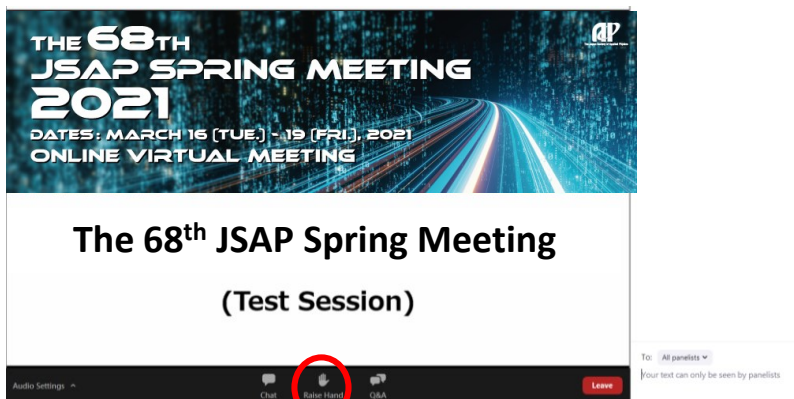 THE 68TH
JSAP SPRING MEETING
2021
DATES: MARCH 16 (TUE.) - 19 (FRI.), 2021
ONLINE VIRTUAL MEETING
The 68th JSAP Spring Meeting
(Test Session)
To: All panelists
Your text can only be seen by panelists
Audio Settings
Chat
Raise Hand
Q&A
Leave